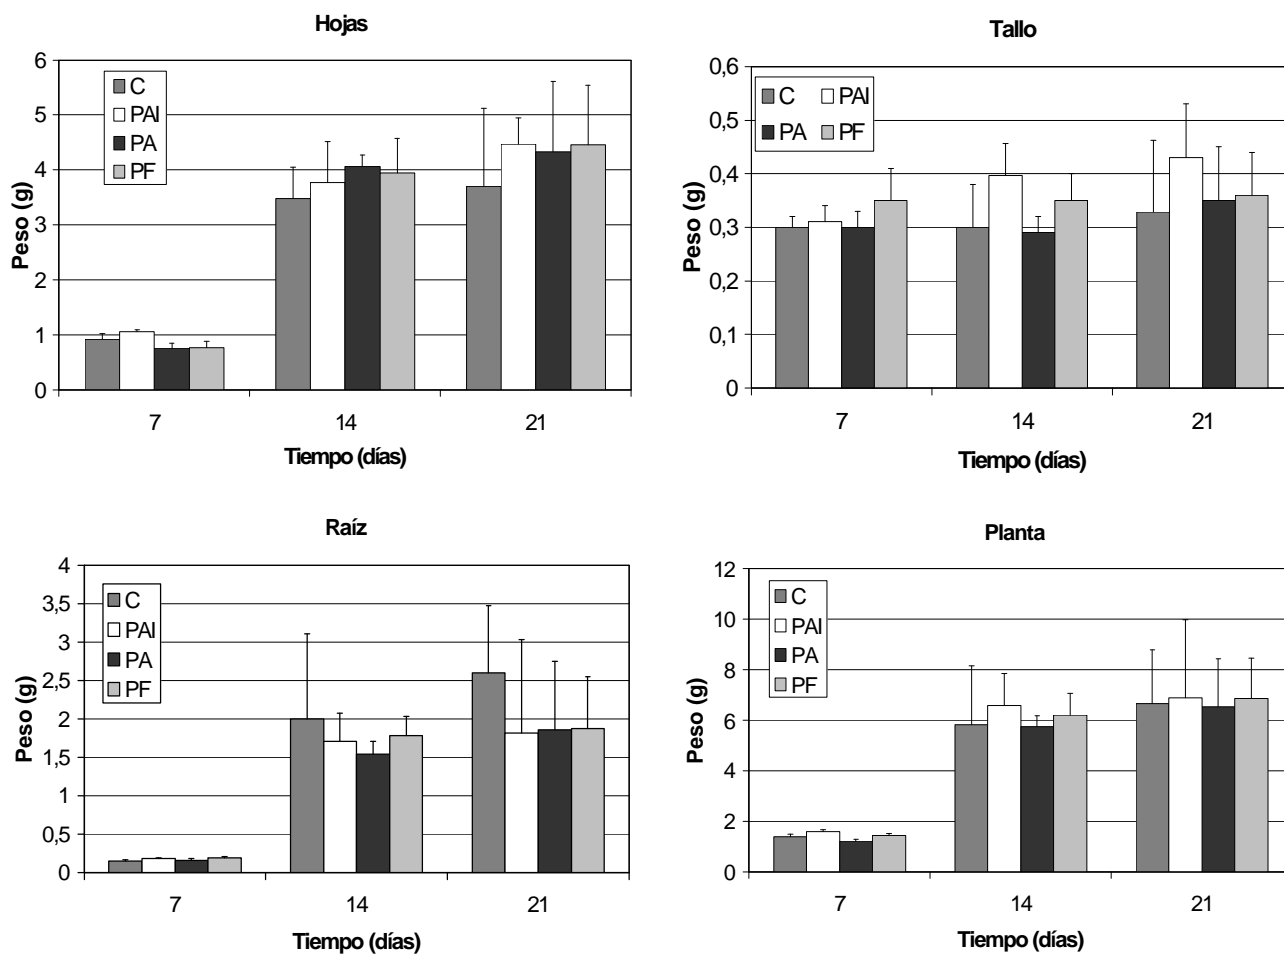 Hojas
6
5
4
3
2
1
0
Peso (g)
C
PAI
PA
PF
7 14 21
Tiempo (días)
Tallo
0,6
0,5
0,4
0,3
0,2
0,1
0
Peso (g)
C PAI
PA PF
7 14 21
Tiempo (días)
Raíz
4
3,5
3
2,5
2
1,5
1
0,5
0
Peso (g)
C
PAI
PA
PF
7 14 21
Tiempo (días)
Planta
12
10
8
6
4
2
0
Peso (g)
C
PAI
PA
PF
7 14 21
Tiempo (días)